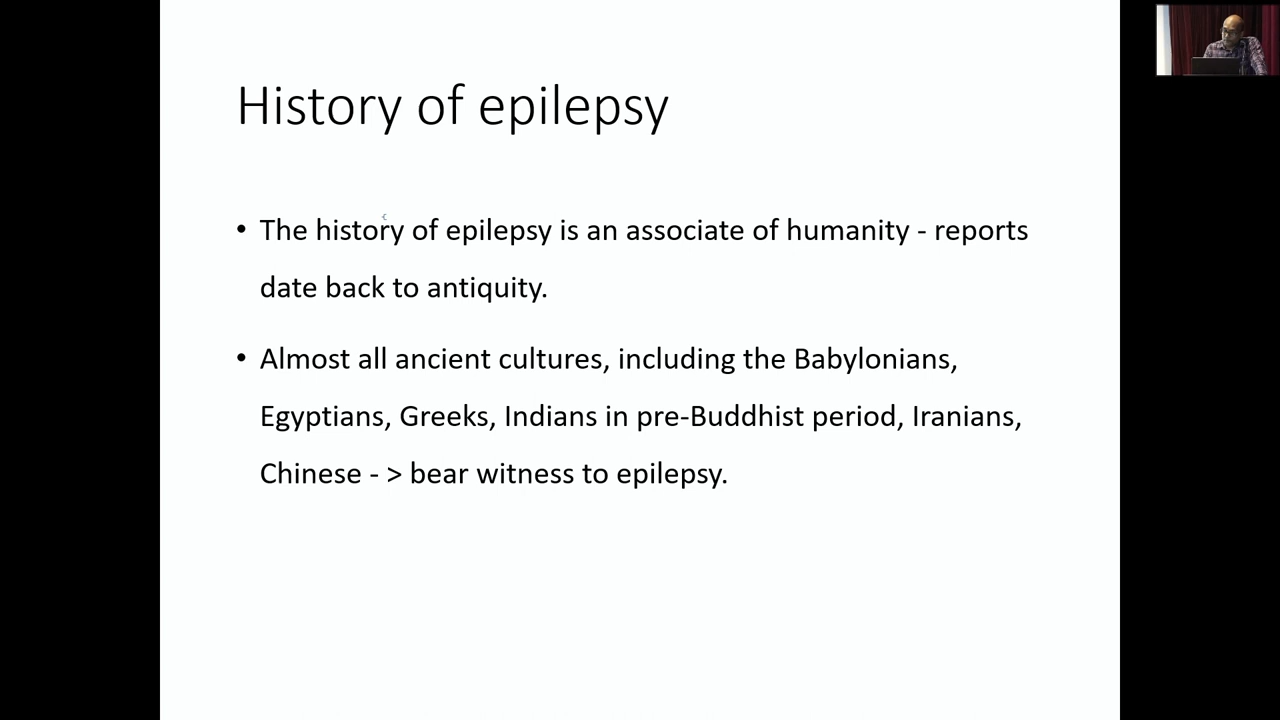 History of epilepsy
• The history of epilepsy is an associate of humanity - reports
date back to antiquity.
• Almost all ancient cultures, including the Babylonians,
Egyptians, Greeks, Indians in pre-Buddhist period, Iranians,
Chinese - > bear witness to epilepsy.